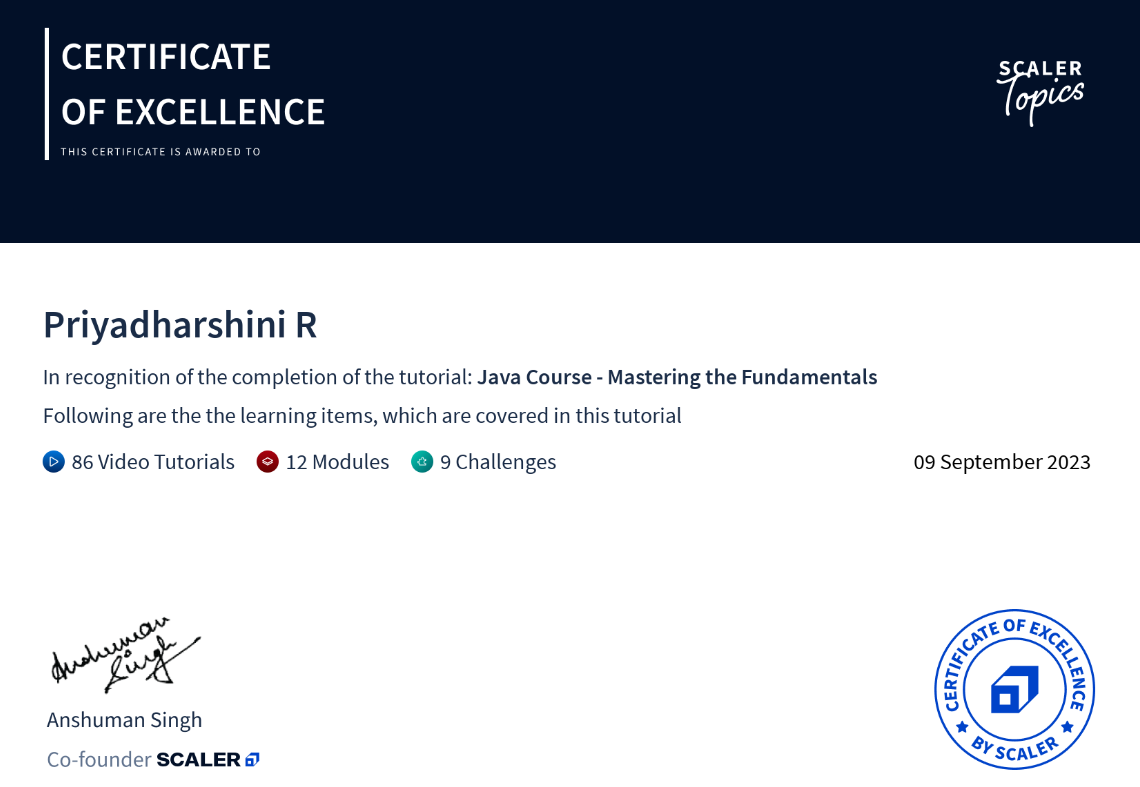 CERTIFICATE
OF EXCELLENCE
THIS CERTIFICATE IS AWARDED TO
SCALER
Topics
Priyadharshini R
In recognition of the completion of the tutorial: Java Course - Mastering the Fundamentals
Following are the the learning items, which are covered in this tutorial
86 Video Tutorials 12 Modules 9 Challenges 09 September 2023
Anshuman
Singh
Anshuman Singh
Co-founder SCALER
CERTIFICATE OF EXCELLENCE
BY SCALER